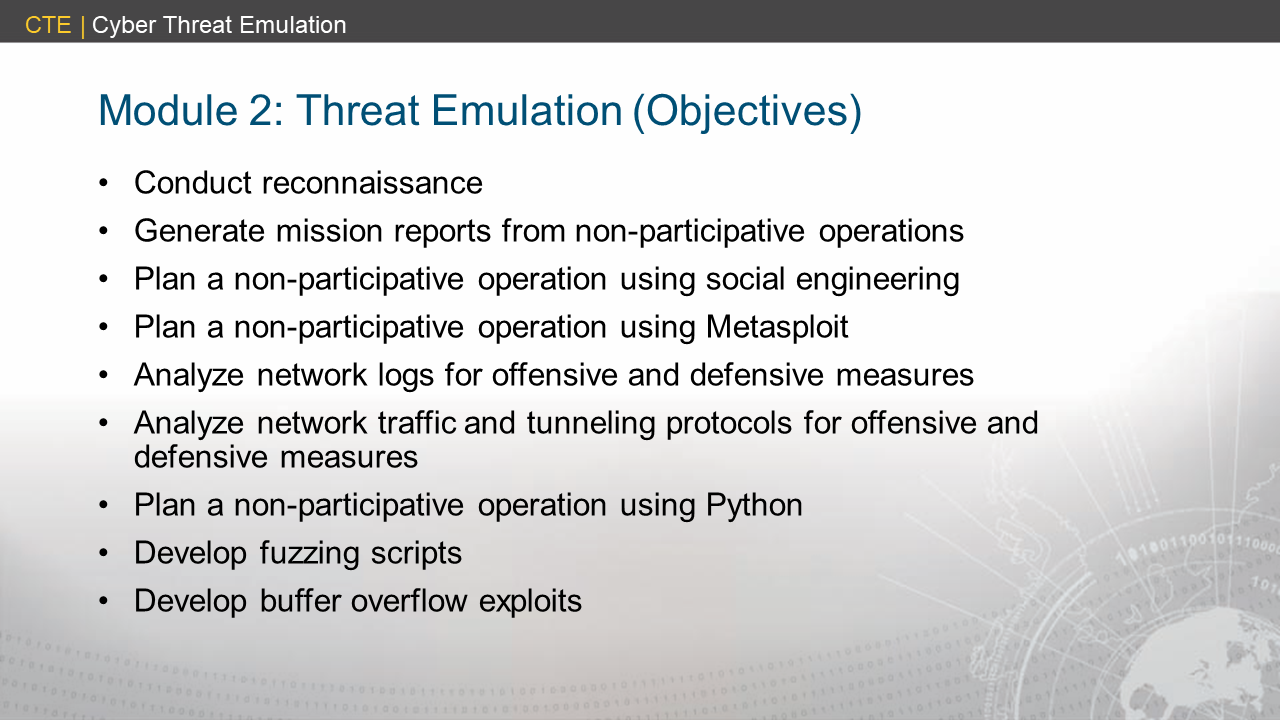 CTE | Cyber Threat Emulation
Module 2: Threat Emulation (Objectives)
• Conduct reconnaissance
• Generate mission reports from non-participative operations
• Plan a non-participative operation using social engineering
• Plan a non-participative operation using Metasploit
• Analyze network logs for offensive and defensive measures
• Analyze network traffic and tunneling protocols for offensive and
defensive measures
• Plan a non-participative operation using Python
• Develop fuzzing scripts
• Develop buffer overflow exploits